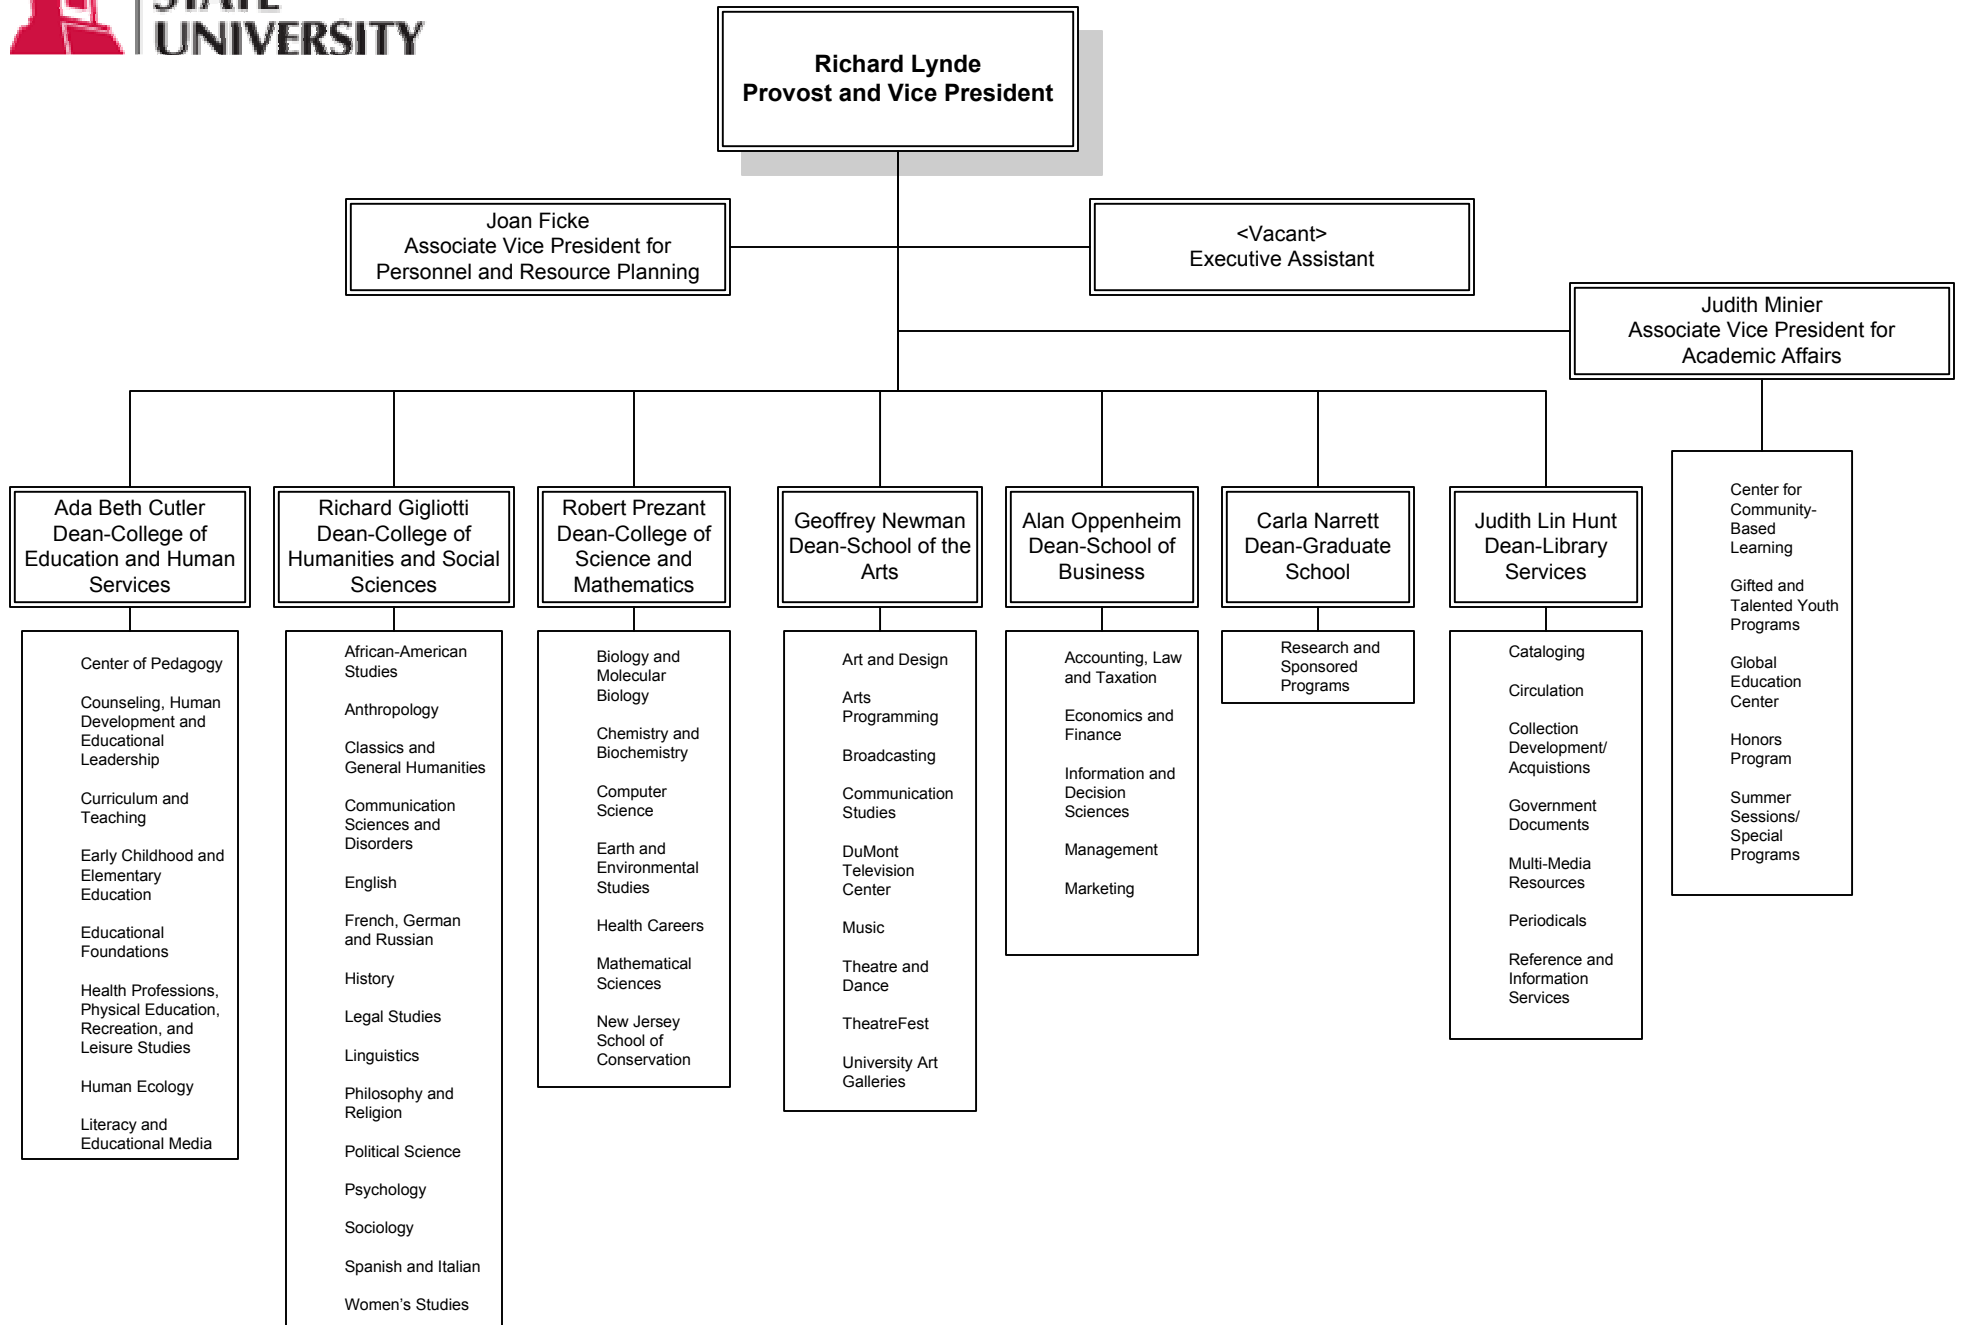 STATE
UNIVERSITY
Richard Lynde
Provost and Vice President
Joan Ficke
Associate Vice President for
Personnel and Resource Planning
<Vacant>
Executive Assistant
Judith Minier
Associate Vice President for
Academic Affairs
Ada Beth Cutler
Dean-College of
Education and Human
Services
Richard Gigliotti
Dean-College of
Humanities and Social
Sciences
Robert Prezant
Dean-College of
Science and
Mathematics
Geoffrey Newman
Dean-School of the
Arts
Alan Oppenheim
Dean-School of
Business
Carla Narrett
Dean-Graduate
School
Judith Lin Hunt
Dean-Library
Services
Center of Pedagogy
Counseling, Human
Development and
Educational
Leadership
Curriculum and
Teaching
Early Childhood and
Elementary
Education
Educational
Foundations
Health Professions,
Physical Education,
Recreation, and
Leisure Studies
Human Ecology
Literacy and
Educational Media
African-American
Studies
Anthropology
Classics and
General Humanities
Communication
Sciences and
Disorders
English
French, German
and Russian
History
Legal Studies
Linguistics
Philosophy and
Religion
Political Science
Psychology
Sociology
Spanish and Italian
Women's Studies
Biology and
Molecular
Biology
Chemistry and
Biochemistry
Computer
Science
Earth and
Environmental
Studies
Health Careers
Mathematical
Sciences
New Jersey
School of
Conservation
Art and Design
Arts
Programming
Broadcasting
Communication
Studies
DuMont
Television
Center
Music
Theatre and
Dance
TheatreFest
University Art
Galleries
Accounting, Law
and Taxation
Economics and
Finance
Information and
Decision
Sciences
Management
Marketing
Research and
Sponsored
Programs
Cataloging
Circulation
Collection
Development/
Acquistions
Government
Documents
Multi-Media
Resources
Periodicals
Reference and
Information
Services
Center for
Community-
Based
Learning
Gifted and
Talented Youth
Programs
Global
Education
Center
Honors
Program
Summer
Sessions/
Special
Programs